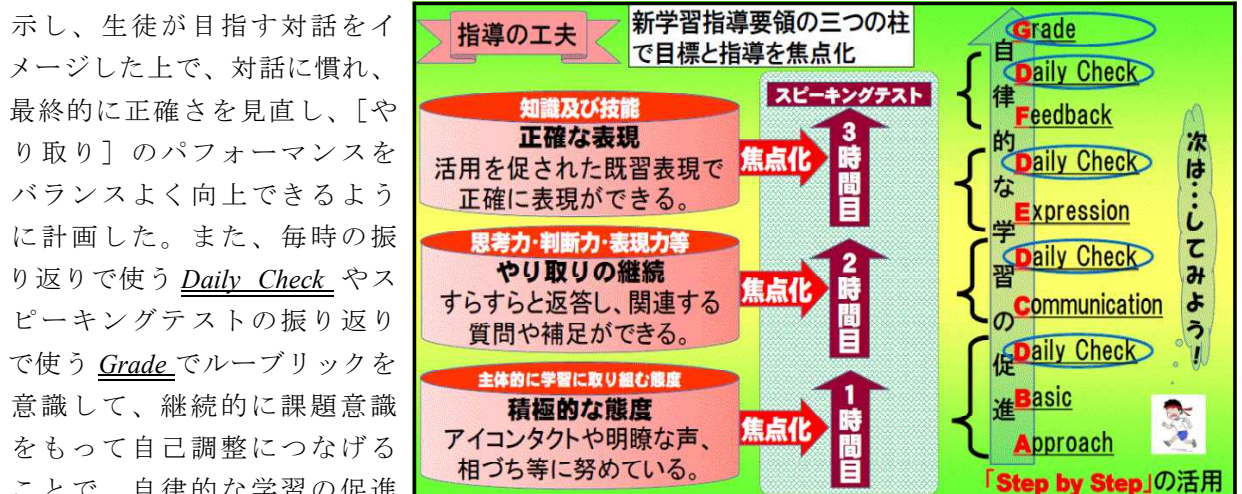 示し、生徒が目指す対話をイ
メージした上で、対話に慣れ、
最終的に正確さを見直し、［や
り取り］のパフォーマンスを
バランスよく向上できるよう
に計画した。また、毎時の振
り返りで使う Daily Check やス
ピーキングテストの振り返り
で使う Grade でルーブリックを
意識して、継続的に課題意識
をもって自己調整につなげる
ことで、自律的な学習の促進
指導の工夫
新学習指導要領の三つの柱
で目標と指導を焦点化
知識及び技能
正確な表現
活用を促された既習表現で
正確に表現ができる。
焦点化
思考力・判断力・表現力等
やり取りの継続
すらすらと返答し、関連する
質問や補足ができる。
焦点化
主体的に学習に取り組む態度
積極的な態度
アイコンタクトや明瞭な声、
相づち等に努めている。
焦点化
スピーキングテスト
3時間目
2時間目
1時間目
自律的な学習の促進
Grade
Daily Check
Feedback
Daily Check
Expression
Daily Check
Communication
Daily Check
Basic
Approach
次は…してみよう！
「Step by Step」の活用